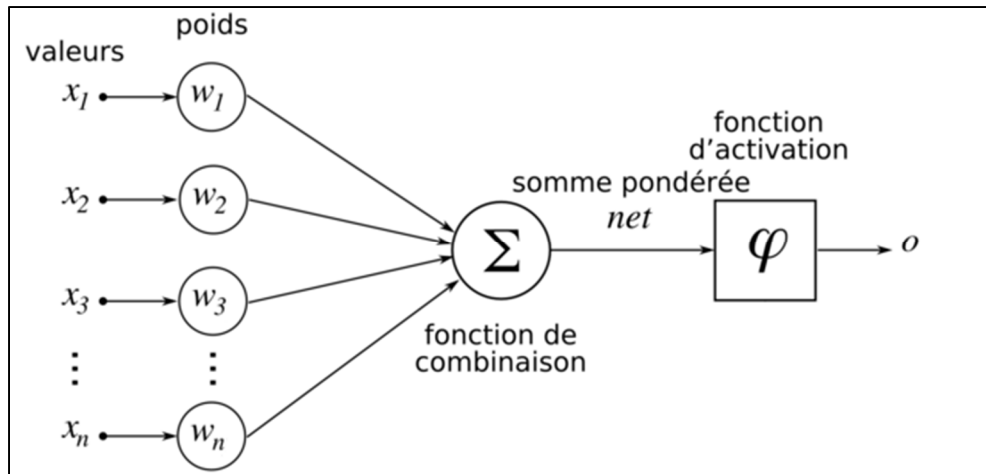 poids
valeurs
x1
w1
x2
w2
x3
w3
⋮ ⋮
xn
wn
Σ
fonction de
combinaison
somme pondérée
net
fonction
d'activation
φ
o